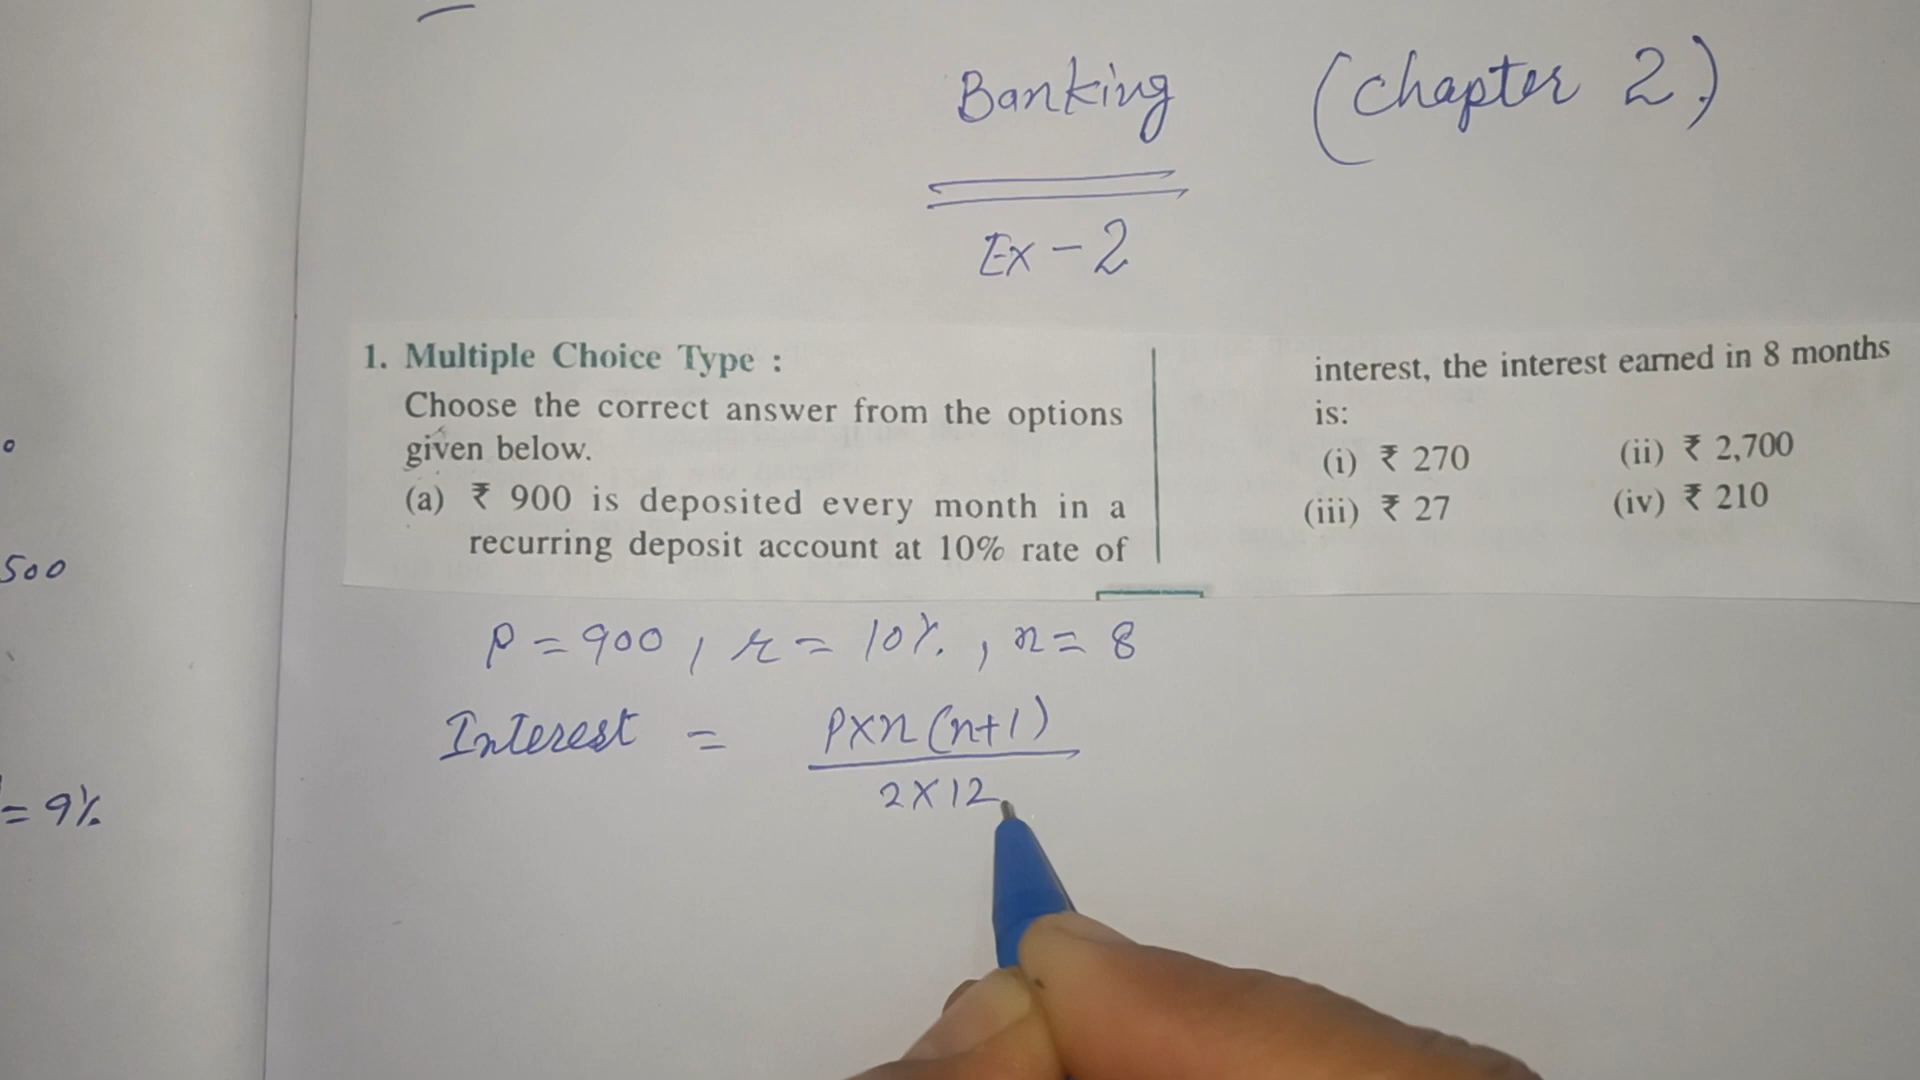 Banking (Chapter 2)
Ex-2
1. Multiple Choice Type :
Choose the correct answer from the options
given below.
(a) ₹ 900 is deposited every month in a
recurring deposit account at 10% rate of
interest, the interest earned in 8 months
is:
(i) ₹ 270 (ii) ₹ 2,700
(iii) ₹ 27 (iv) ₹ 210
P = 900, r = 10%, n = 8
Interest = P×n(n+1)
2×12
500
= 9%